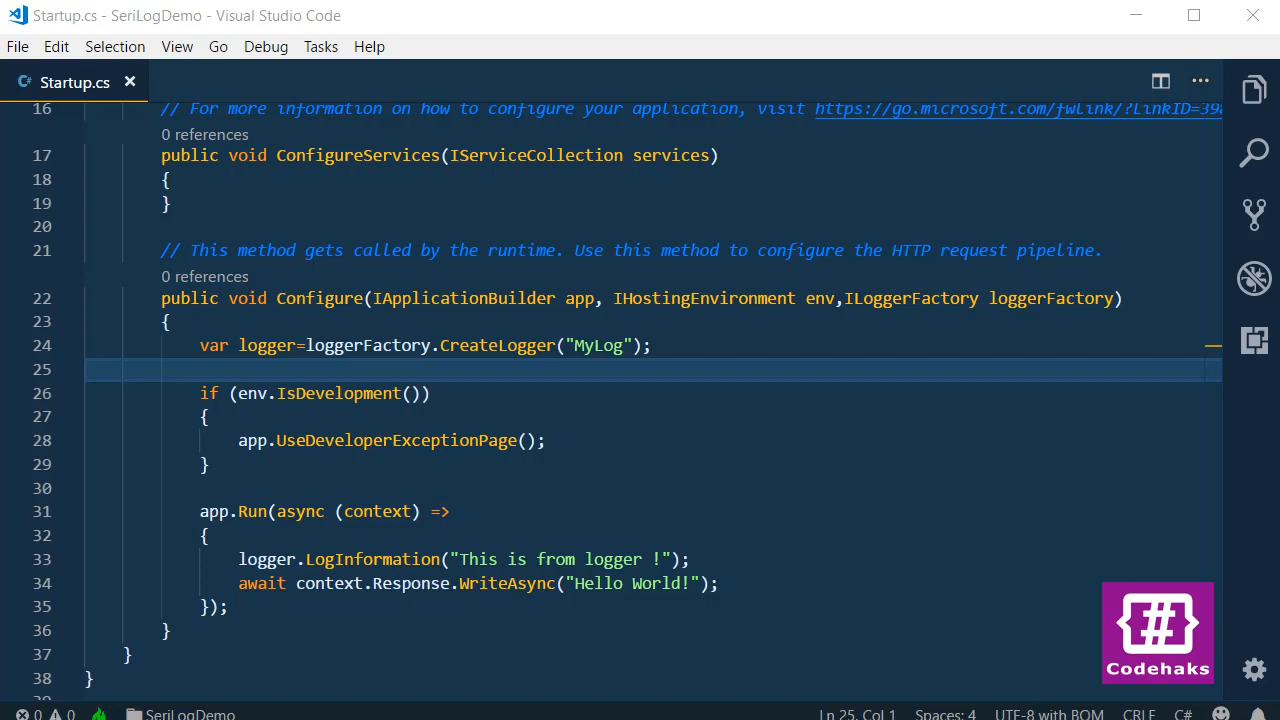 Startup.cs - SeriLogDemo - Visual Studio Code
File Edit Selection View Go Debug Tasks Help
C# Startup.cs ×
16 // For more information on how to configure your application, visit https://go.microsoft.com/fwlink/?LinkID=398
0 references
17 public void ConfigureServices(IServiceCollection services)
18 {
19 }
20
21 // This method gets called by the runtime. Use this method to configure the HTTP request pipeline.
0 references
22 public void Configure(IApplicationBuilder app, IHostingEnvironment env,ILoggerFactory loggerFactory)
23 {
24 var logger=loggerFactory.CreateLogger("MyLog");
25
26 if (env.IsDevelopment())
27 {
28 app.UseDeveloperExceptionPage();
29 }
30
31 app.Run(async (context) =>
32 {
33 logger.LogInformation("This is from logger !");
34 await context.Response.WriteAsync("Hello World!");
35 });
36 }
37 }
38 }
{#}
Codehaks
0 0 SeriLogDemo Ln 25, Col 1 Spaces: 4 UTF-8 with BOM CRLF C#